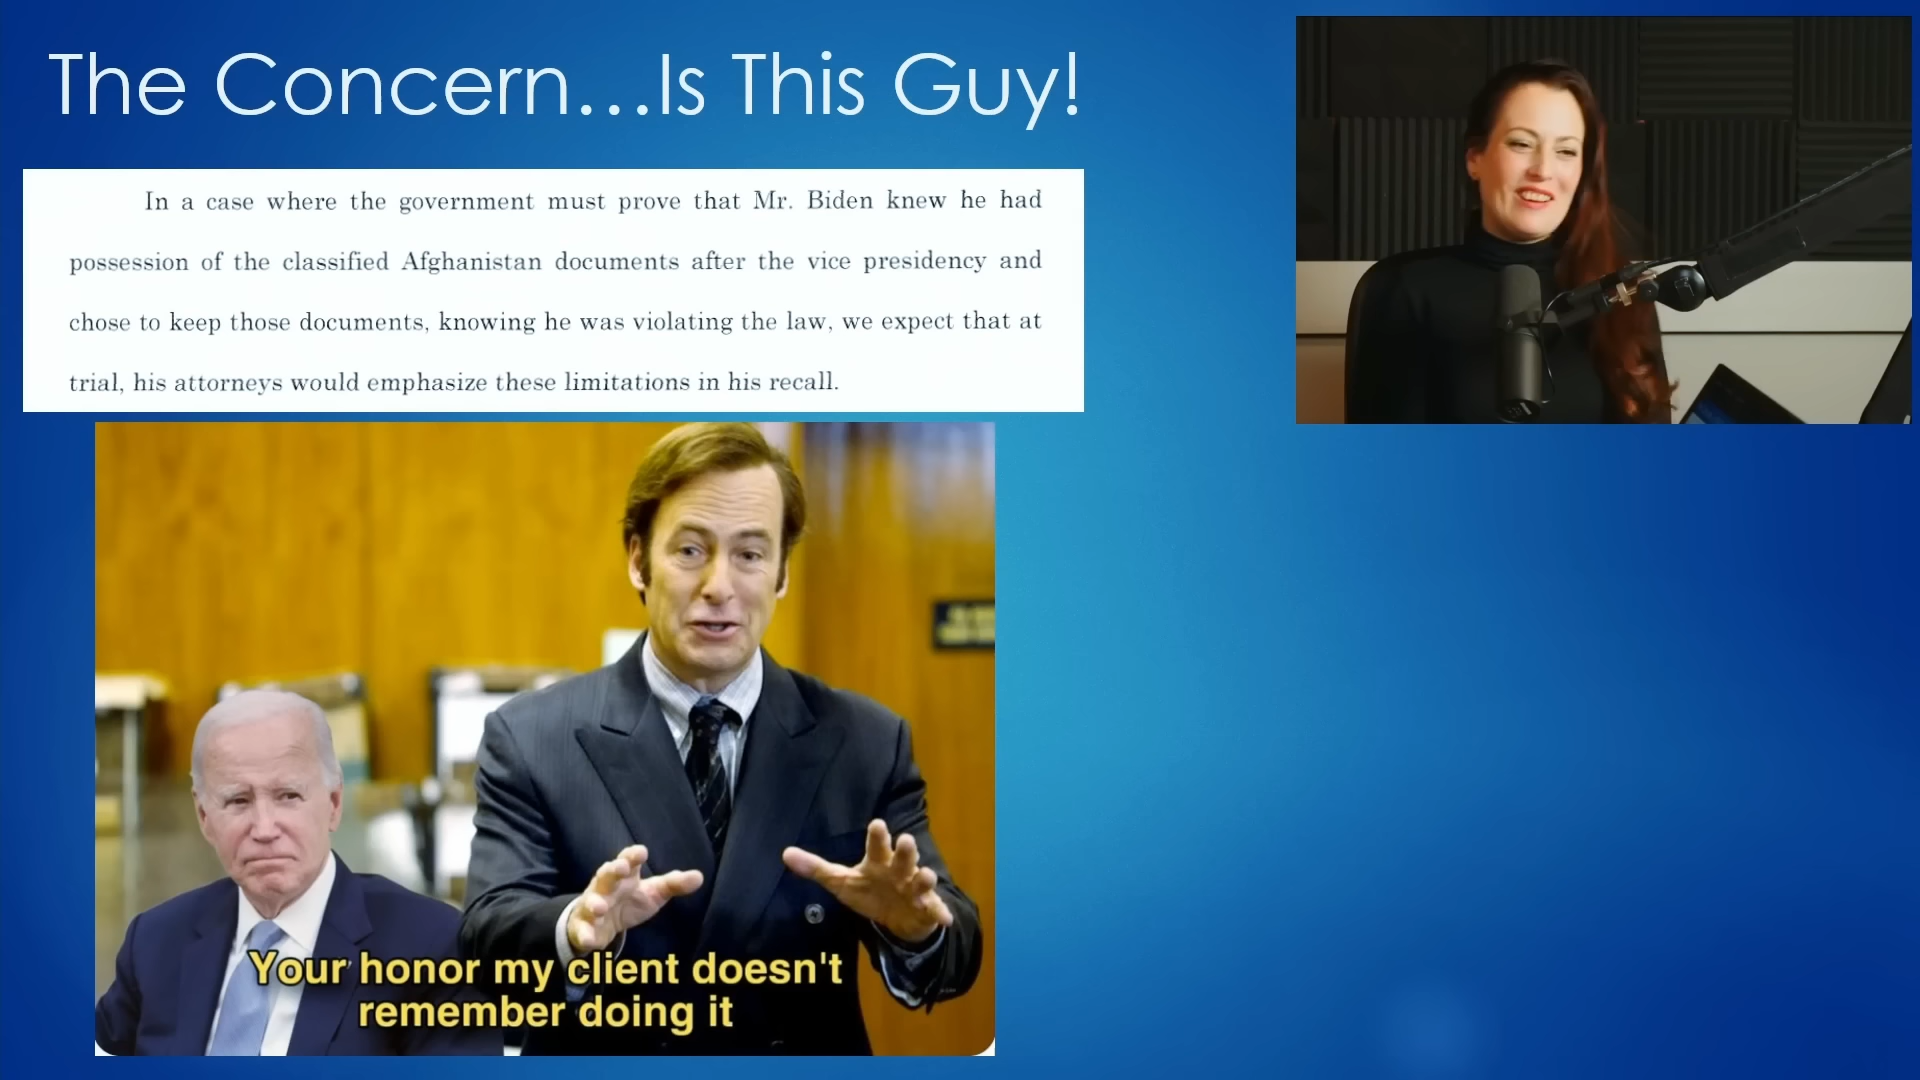 The Concern...Is This Guy!
In a case where the government must prove that Mr. Biden knew he had
possession of the classified Afghanistan documents after the vice presidency and
chose to keep those documents, knowing he was violating the law, we expect that at
trial, his attorneys would emphasize these limitations in his recall.
Your honor my client doesn't
remember doing it